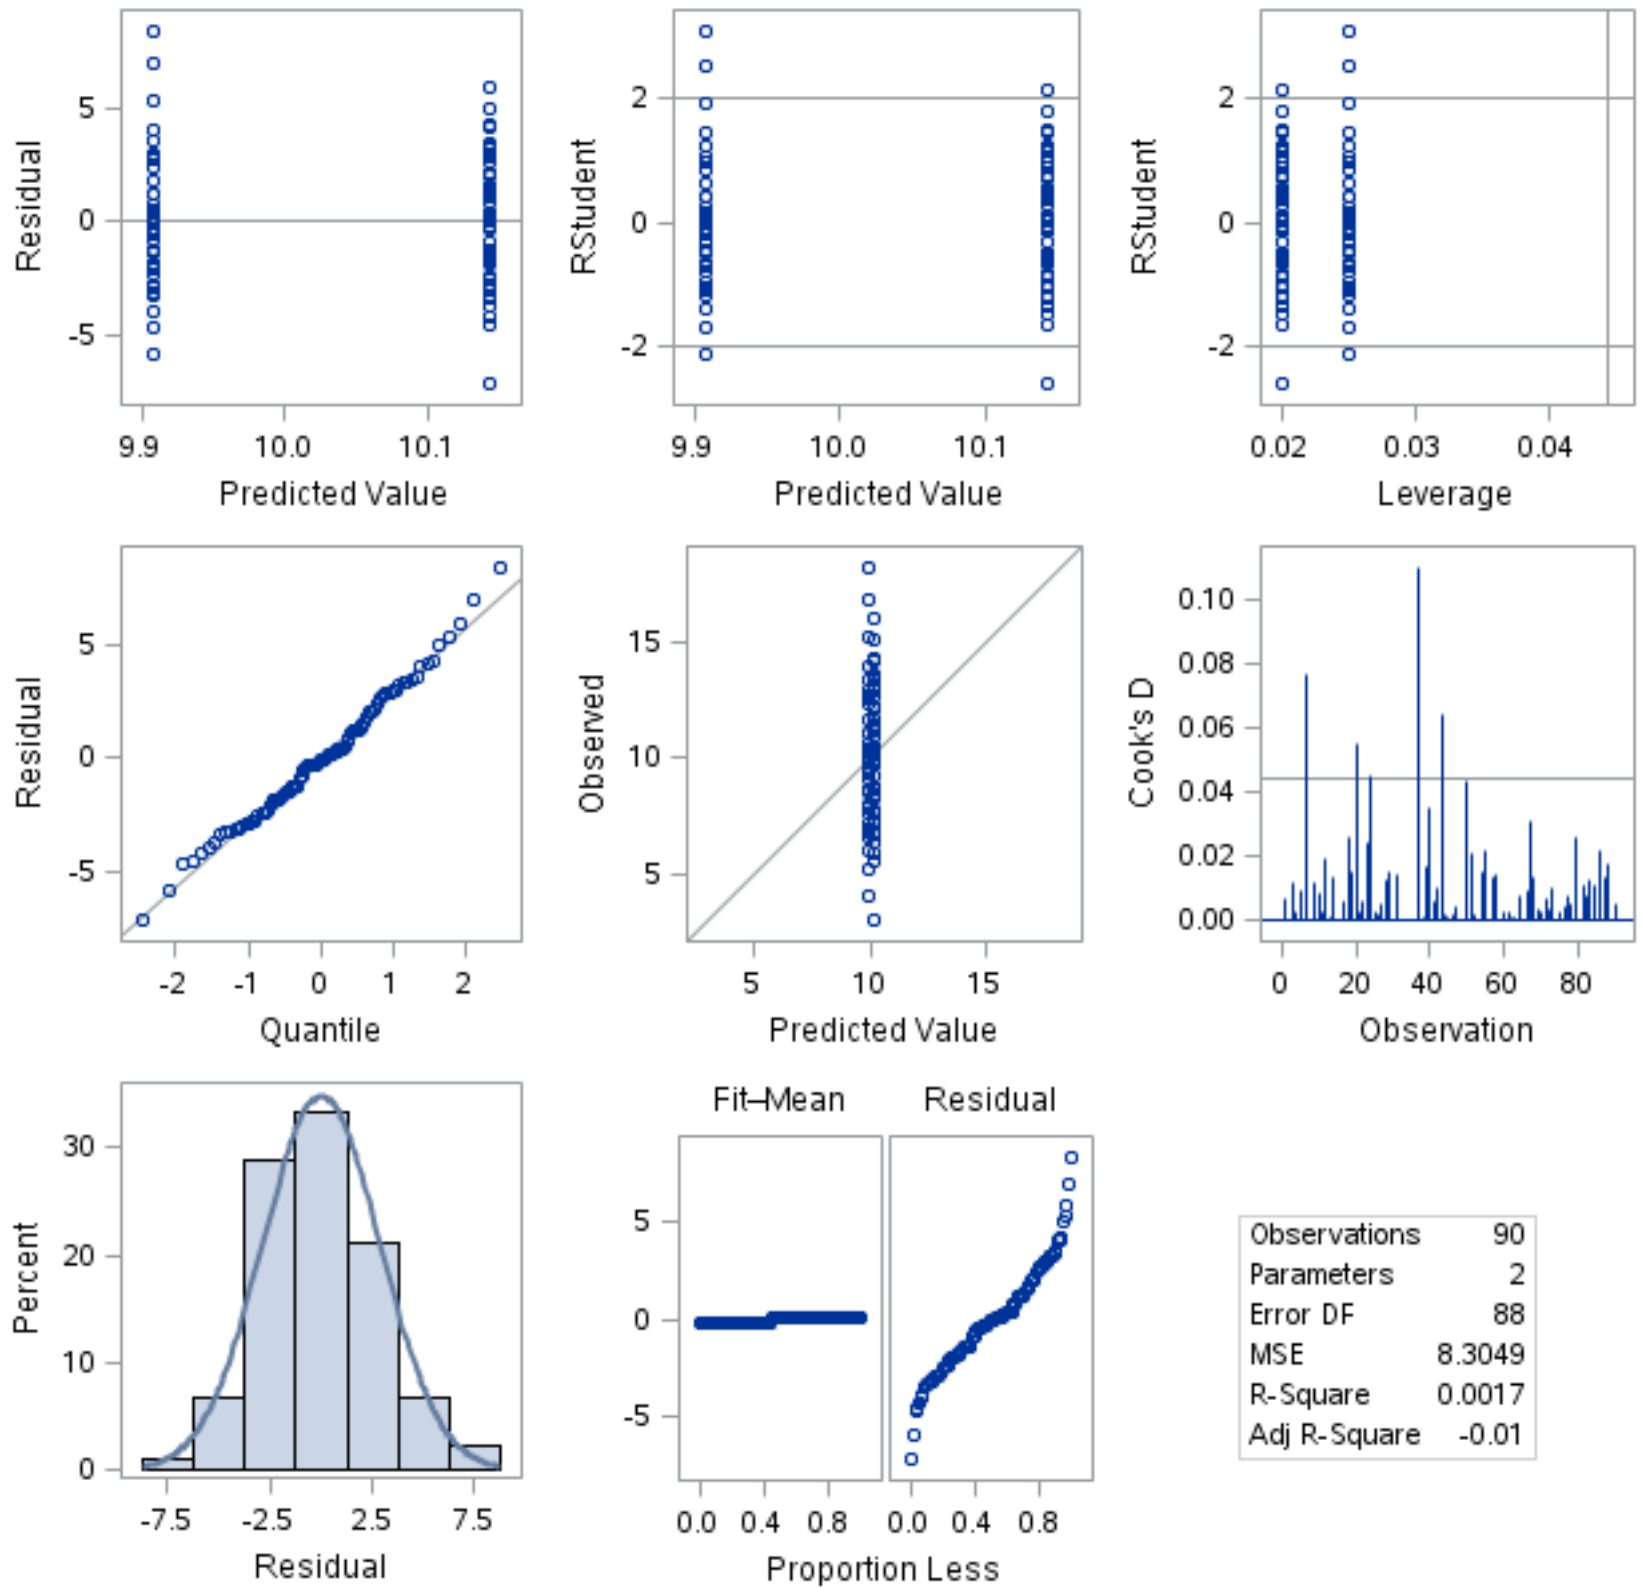 Residual
5
0
-5
9.9 10.0 10.1
Predicted Value
RStudent
2
0
-2
9.9 10.0 10.1
Predicted Value
RStudent
2
0
-2
0.02 0.03 0.04
Leverage
Residual
5
0
-5
-2 -1 0 1 2
Quantile
Observed
15
10
5
5 10 15
Predicted Value
Cook's D
0.10
0.08
0.06
0.04
0.02
0.00
0 20 40 60 80
Observation
Percent
30
20
10
0
-7.5 -2.5 2.5 7.5
Residual
Fit–Mean Residual
5
0
-5
0.0 0.4 0.8 0.0 0.4 0.8
Proportion Less
Observations 90
Parameters 2
Error DF 88
MSE 8.3049
R-Square 0.0017
Adj R-Square -0.01